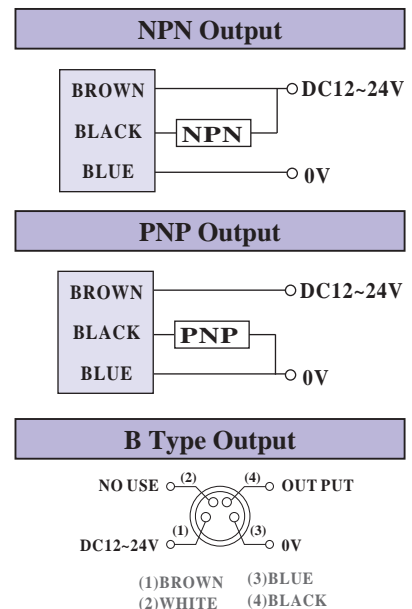 NPN Output
BROWN
DC12~24V
BLACK
NPN
BLUE
0V
PNP Output
BROWN
DC12~24V
BLACK
PNP
BLUE
0V
B Type Output
NO USE (2) (4) OUT PUT
DC12~24V (1) (3) 0V
(1)BROWN (3)BLUE
(2)WHITE (4)BLACK